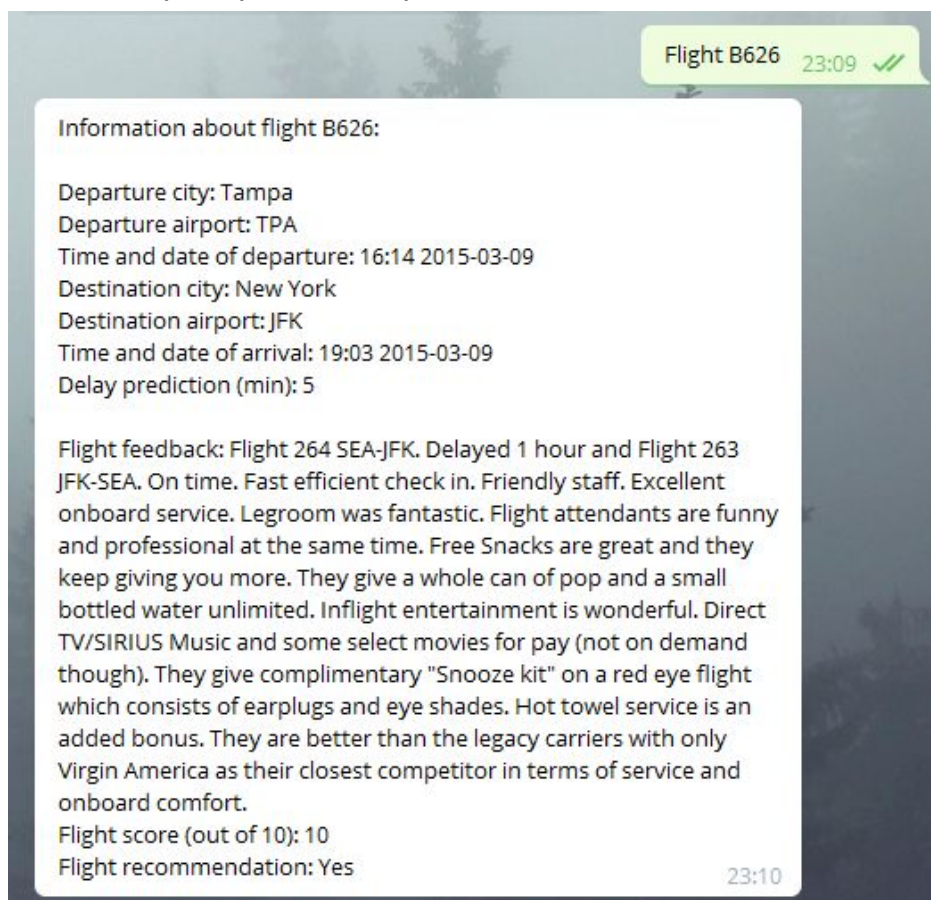 Flight B626 23:09
Information about flight B626:
Departure city: Tampa
Departure airport: TPA
Time and date of departure: 16:14 2015-03-09
Destination city: New York
Destination airport: JFK
Time and date of arrival: 19:03 2015-03-09
Delay prediction (min): 5
Flight feedback: Flight 264 SEA-JFK. Delayed 1 hour and Flight 263
JFK-SEA. On time. Fast efficient check in. Friendly staff. Excellent
onboard service. Legroom was fantastic. Flight attendants are funny
and professional at the same time. Free Snacks are great and they
keep giving you more. They give a whole can of pop and a small
bottled water unlimited. Inflight entertainment is wonderful. Direct
TV/SIRIUS Music and some select movies for pay (not on demand
though). They give complimentary "Snooze kit" on a red eye flight
which consists of earplugs and eye shades. Hot towel service is an
added bonus. They are better than the legacy carriers with only
Virgin America as their closest competitor in terms of service and
onboard comfort.
Flight score (out of 10): 10
Flight recommendation: Yes
23:10